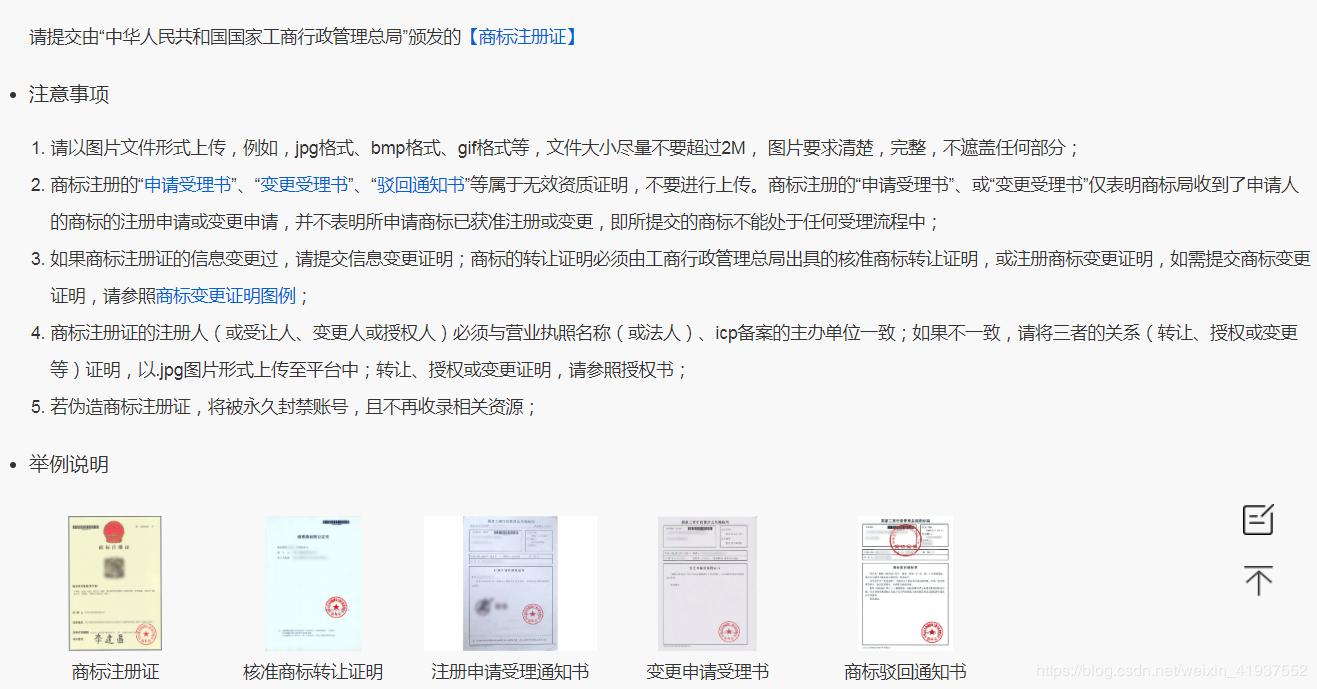 请提交由“中华人民共和国国家工商行政管理总局”颁发的【商标注册证】
• 注意事项
1. 请以图片文件形式上传，例如，jpg格式、bmp格式、gif格式等，文件大小尽量不要超过2M， 图片要求清楚，完整，不遮盖任何部分；
2. 商标注册的“申请受理书”、“变更受理书”、“驳回通知书”等属于无效资质证明，不要进行上传。商标注册的“申请受理书”、或“变更受理书”仅表明商标局收到了申请人
的商标的注册申请或变更申请，并不表明所申请商标已获准注册或变更，即所提交的商标不能处于任何受理流程中；
3. 如果商标注册证的信息变更过，请提交信息变更证明；商标的转让证明必须由工商行政管理总局出具的核准商标转让证明，或注册商标变更证明，如需提交商标变更
证明，请参照商标变更证明图例；
4. 商标注册证的注册人（或受让人、变更人或授权人）必须与营业执照名称（或法人）、icp备案的主办单位一致；如果不一致，请将三者的关系（转让、授权或变更
等）证明，以.jpg图片形式上传至平台中；转让、授权或变更证明，请参照授权书；
5. 若伪造商标注册证，将被永久封禁账号，且不再收录相关资源；
• 举例说明
商标注册证
商标注册证 核准商标转让证明 注册申请受理通知书 变更申请受理书 商标驳回通知书
https://blog.csdn.net/weixin_41937552